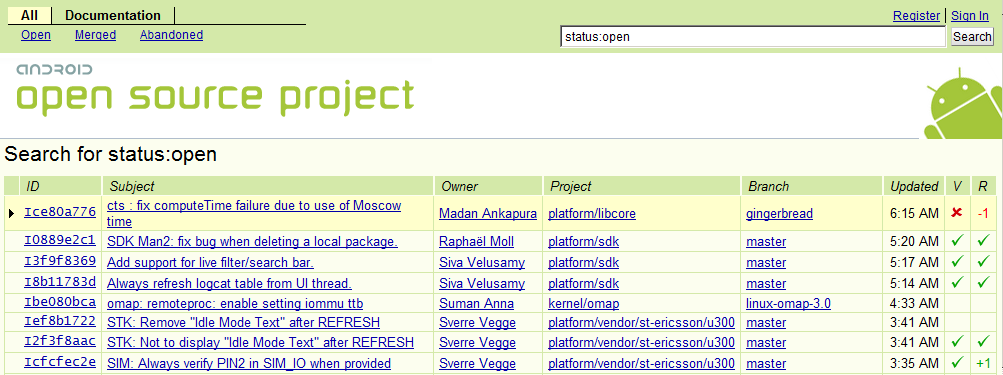 All Documentation Register Sign In
Open Merged Abandoned status:open Search
ANDROID
open source project
Search for status:open
ID Subject Owner Project Branch Updated V R
Ice80a776 cts : fix computeTime failure due to use of Moscow time Madan Ankapura platform/libcore gingerbread 6:15 AM ✘ -1
I0889e2c1 SDK Man2: fix bug when deleting a local package. Raphaël Moll platform/sdk master 5:20 AM ✓ ✓
I3f9f8369 Add support for live filter/search bar. Siva Velusamy platform/sdk master 5:17 AM ✓ ✓
I8b11783d Always refresh logcat table from UI thread. Siva Velusamy platform/sdk master 5:14 AM ✓ ✓
Ibe080bca omap: remoteproc: enable setting iommu ttb Suman Anna kernel/omap linux-omap-3.0 4:33 AM
Ief8b1722 STK: Remove "Idle Mode Text" after REFRESH Sverre Vegge platform/vendor/st-ericsson/u300 master 3:41 AM
I2f3f8aac STK: Not to display "Idle Mode Text" after REFRESH Sverre Vegge platform/vendor/st-ericsson/u300 master 3:41 AM ✓ ✓
Icfcfec2e SIM: Always verify PIN2 in SIM_IO when provided Sverre Vegge platform/vendor/st-ericsson/u300 master 3:35 AM ✓ +1